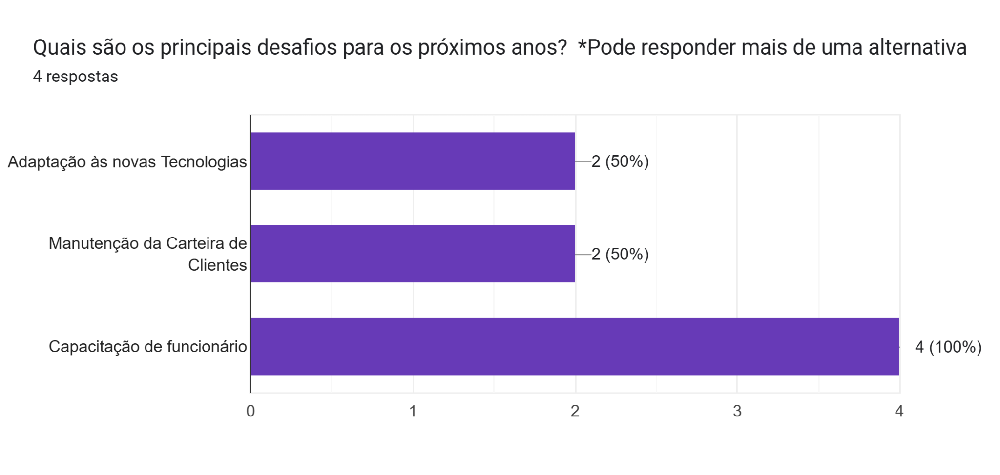 Quais são os principais desafios para os próximos anos?  *Pode responder mais de uma alternativa
4 respostas
Adaptação às novas Tecnologias
2 (50%)
Manutenção da Carteira de
Clientes
2 (50%)
Capacitação de funcionário
4 (100%)
0
1
2
3
4